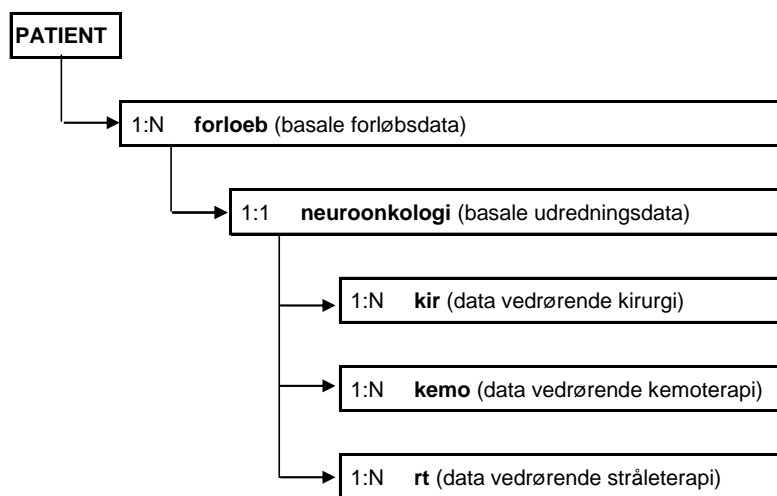 PATIENT
1:N forloeb (basale forløbsdata)
1:1 neuroonkologi (basale udredningsdata)
1:N kir (data vedrørende kirurgi)
1:N kemo (data vedrørende kemoterapi)
1:N rt (data vedrørende stråleterapi)